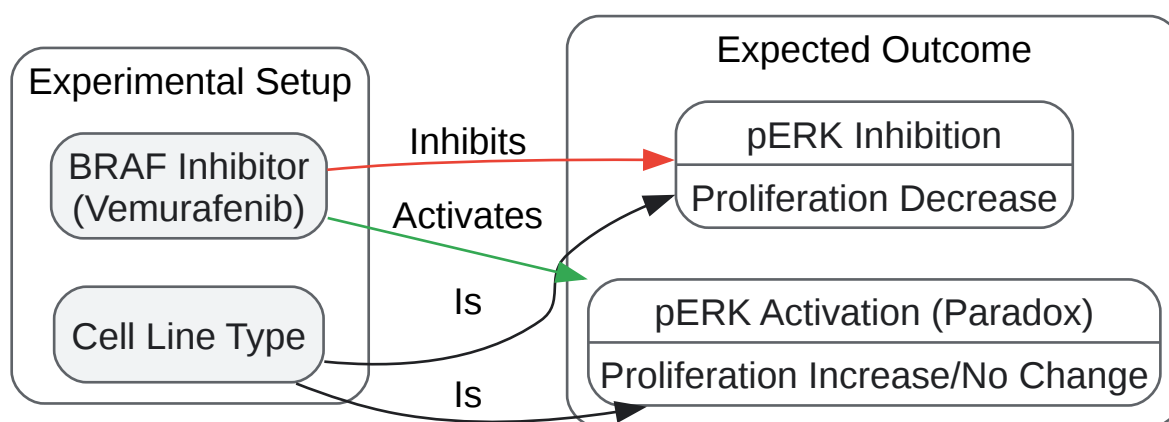 Experimental Setup
BRAF Inhibitor
(Vemurafenib)
Cell Line Type
Inhibits
Activates
Is
Is
Expected Outcome
pERK Inhibition
Proliferation Decrease
pERK Activation (Paradox)
Proliferation Increase/No Change